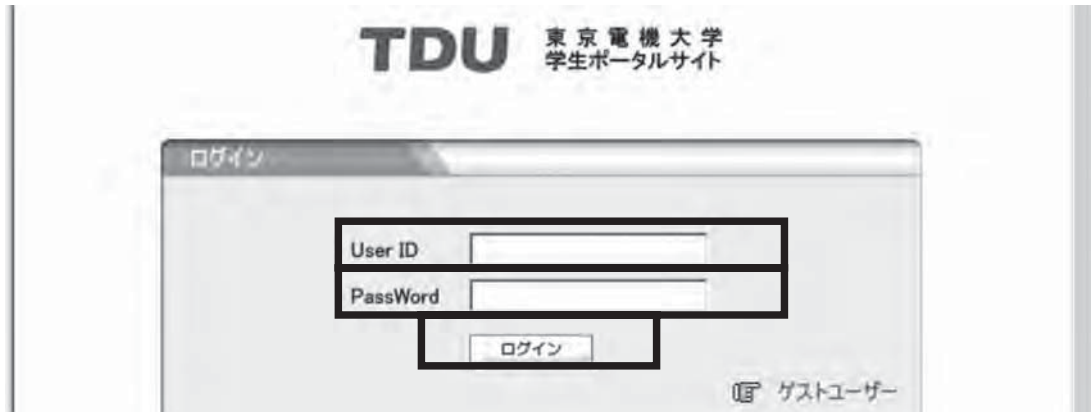 TDU 東京電機大学
学生ポータルサイト
ログイン
User ID
PassWord
ログイン
ゲストユーザー